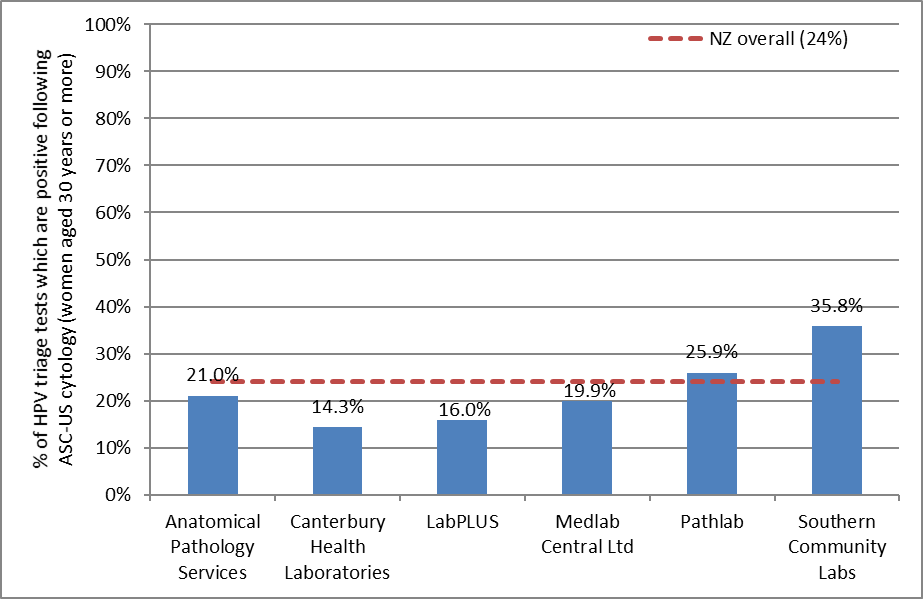 % of HPV triage tests which are positive following
ASC-US cytology (women aged 30 years or more)
100%
90%
80%
70%
60%
50%
40%
30%
20%
10%
0%
NZ overall (24%)
21.0%
14.3%
16.0%
19.9%
25.9%
35.8%
Anatomical
Pathology
Services
Canterbury
Health
Laboratories
LabPLUS
Medlab
Central Ltd
Pathlab
Southern
Community
Labs